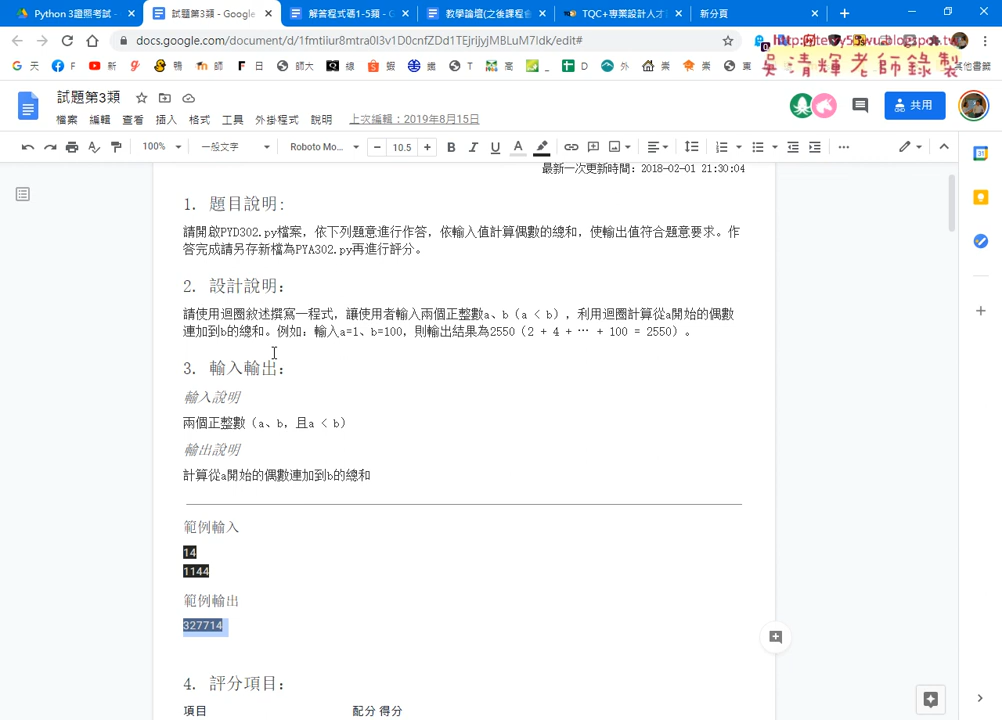 Python 3證照考試 -
試題第3類 - Google
解答程式碼1-5類 - G
教學論壇(之後課程會
TQC+專業設計人才
新分頁
docs.google.com/document/d/1fmtIiur8mtra0I3v1D0cnfZDd1TEJrijyjMBLuM7Idk/edit#
吳清輝老師錄製
試題第3類
檔案 編輯 查看 插入 格式 工具 外掛程式 說明 上次編輯：2019年8月15日
共用
100% 一般文字 Roboto Mo... 10.5
最新一次更新時間：2018-02-01 21:30:04
1. 題目說明:
請開啟PYD302.py檔案，依下列題意進行作答，依輸入值計算偶數的總和，使輸出值符合題意要求。作
答完成請另存新檔為PYA302.py再進行評分。
2. 設計說明：
請使用迴圈敘述撰寫一程式，讓使用者輸入兩個正整數a、b（a < b），利用迴圈計算從a開始的偶數
連加到b的總和。例如：輸入a=1、b=100，則輸出結果為2550（2 + 4 + … + 100 = 2550）。
3. 輸入輸出：
輸入說明
兩個正整數（a、b，且a < b）
輸出說明
計算從a開始的偶數連加到b的總和
範例輸入
14
1144
範例輸出
327714
4. 評分項目：
項目 配分 得分